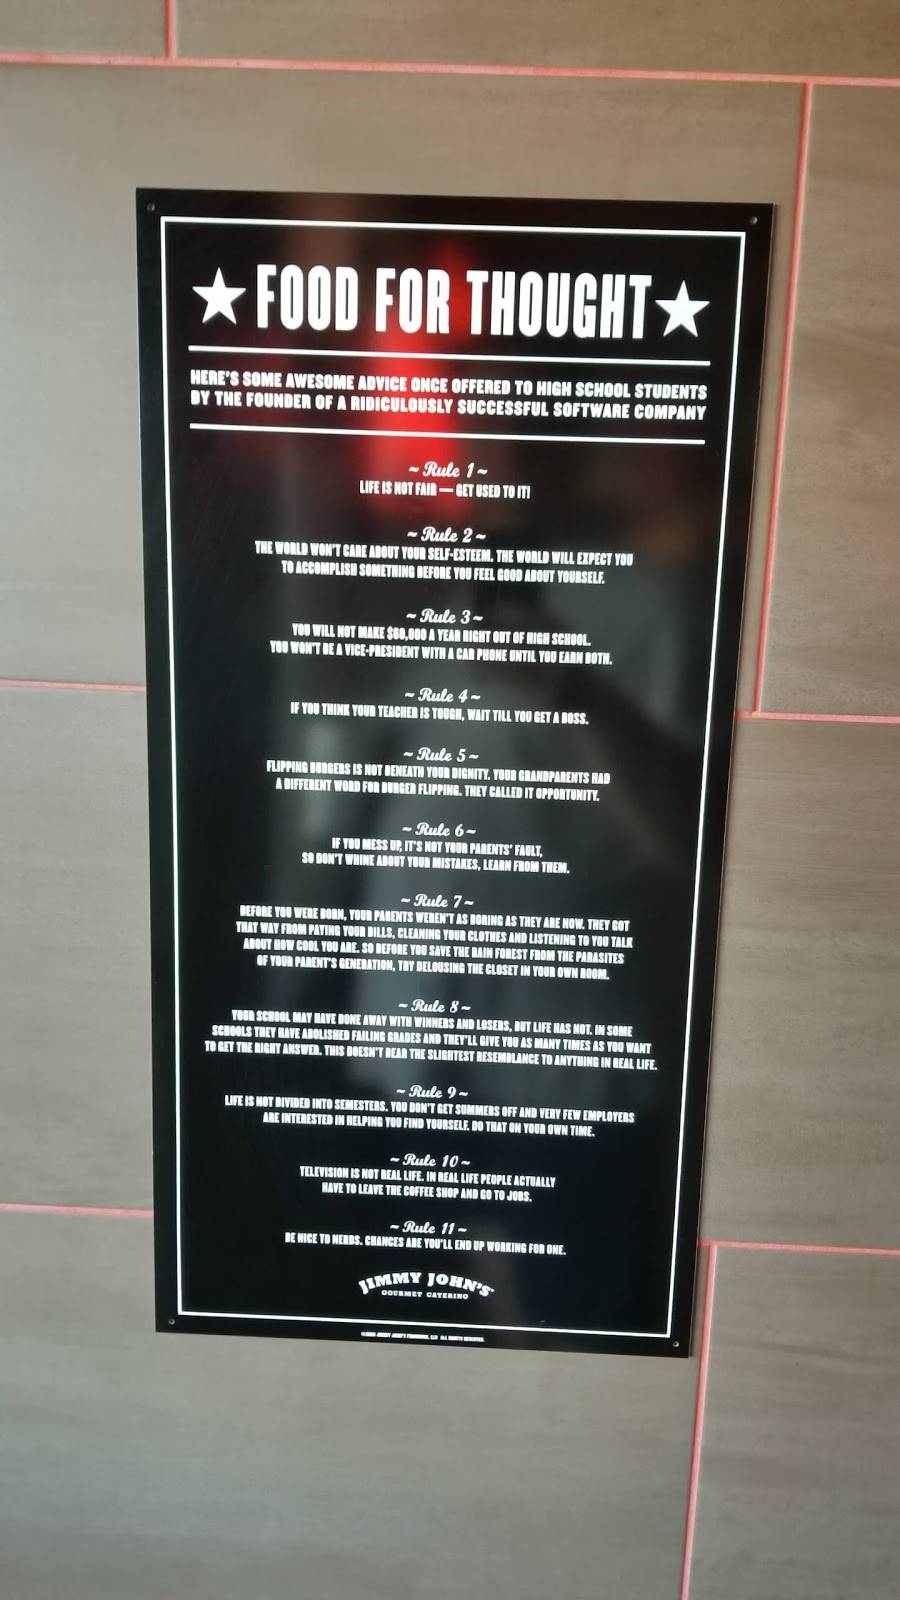 ★ FOOD FOR THOUGHT ★
HERE'S SOME AWESOME ADVICE ONCE OFFERED TO HIGH SCHOOL STUDENTS
BY THE FOUNDER OF A RIDICULOUSLY SUCCESSFUL SOFTWARE COMPANY
~ Rule 1 ~
LIFE IS NOT FAIR — GET USED TO IT!
~ Rule 2 ~
THE WORLD WON'T CARE ABOUT YOUR SELF-ESTEEM. THE WORLD WILL EXPECT YOU
TO ACCOMPLISH SOMETHING BEFORE YOU FEEL GOOD ABOUT YOURSELF.
~ Rule 3 ~
YOU WILL NOT MAKE $60,000 A YEAR RIGHT OUT OF HIGH SCHOOL.
YOU WON'T BE A VICE-PRESIDENT WITH A CAR PHONE UNTIL YOU EARN BOTH.
~ Rule 4 ~
IF YOU THINK YOUR TEACHER IS TOUGH, WAIT TILL YOU GET A BOSS.
~ Rule 5 ~
FLIPPING BURGERS IS NOT BENEATH YOUR DIGNITY. YOUR GRANDPARENTS HAD
A DIFFERENT WORD FOR BURGER FLIPPING. THEY CALLED IT OPPORTUNITY.
~ Rule 6 ~
IF YOU MESS UP, IT'S NOT YOUR PARENTS' FAULT,
SO DON'T WHINE ABOUT YOUR MISTAKES, LEARN FROM THEM.
~ Rule 7 ~
BEFORE YOU WERE BORN, YOUR PARENTS WEREN'T AS BORING AS THEY ARE NOW. THEY GOT
THAT WAY FROM PAYING YOUR BILLS, CLEANING YOUR CLOTHES AND LISTENING TO YOU TALK
ABOUT HOW COOL YOU ARE. SO BEFORE YOU SAVE THE RAIN FOREST FROM THE PARASITES
OF YOUR PARENT'S GENERATION, TRY DELOUSING THE CLOSET IN YOUR OWN ROOM.
~ Rule 8 ~
YOUR SCHOOL MAY HAVE DONE AWAY WITH WINNERS AND LOSERS, BUT LIFE HAS NOT. IN SOME
SCHOOLS THEY HAVE ABOLISHED FAILING GRADES AND THEY'LL GIVE YOU AS MANY TIMES AS YOU WANT
TO GET THE RIGHT ANSWER. THIS DOESN'T BEAR THE SLIGHTEST RESEMBLANCE TO ANYTHING IN REAL LIFE.
~ Rule 9 ~
LIFE IS NOT DIVIDED INTO SEMESTERS. YOU DON'T GET SUMMERS OFF AND VERY FEW EMPLOYERS
ARE INTERESTED IN HELPING YOU FIND YOURSELF. DO THAT ON YOUR OWN TIME.
~ Rule 10 ~
TELEVISION IS NOT REAL LIFE. IN REAL LIFE PEOPLE ACTUALLY
HAVE TO LEAVE THE COFFEE SHOP AND GO TO JOBS.
~ Rule 11 ~
BE NICE TO NERDS. CHANCES ARE YOU'LL END UP WORKING FOR ONE.
JIMMY JOHN'S
GOURMET CATERING
JIMMY JOHN'S FRANCHISE, LLC ALL RIGHTS RESERVED.